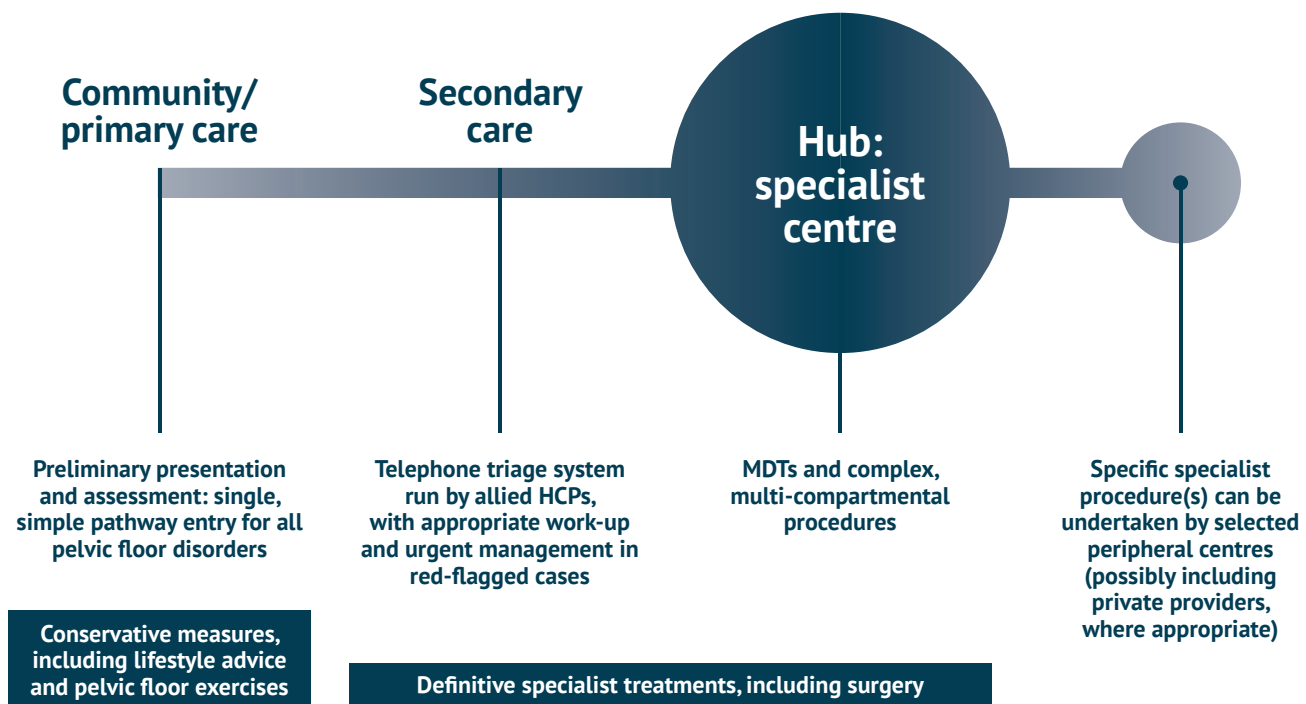 Community/
primary care
Secondary
care
Hub:
specialist
centre
Preliminary presentation
and assessment: single,
simple pathway entry for all
pelvic floor disorders
Telephone triage system
run by allied HCPs,
with appropriate work-up
and urgent management in
red-flagged cases
MDTs and complex,
multi-compartmental
procedures
Specific specialist
procedure(s) can be
undertaken by selected
peripheral centres
(possibly including
private providers,
where appropriate)
Conservative measures,
including lifestyle advice
and pelvic floor exercises
Definitive specialist treatments, including surgery